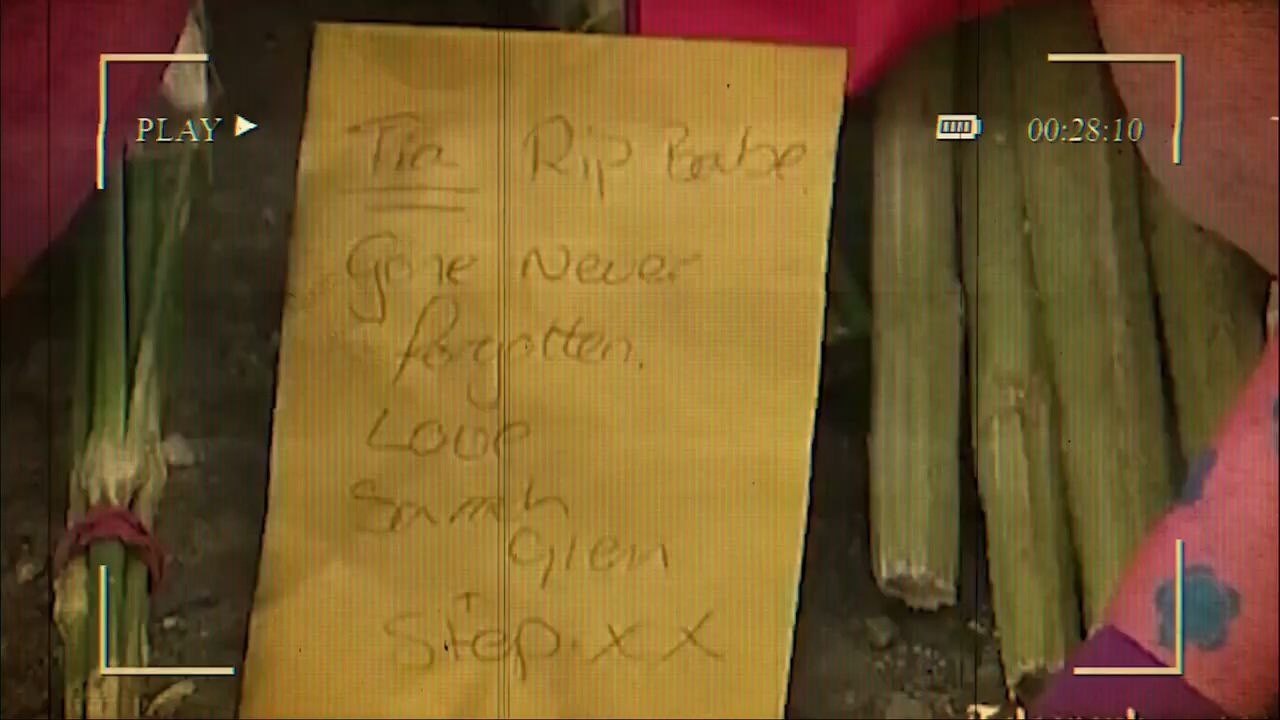 PLAY
00:28:10
Tia Rip Babe.
Gone Never
forgotten.
Love
Sarah
Glen
+
Step. x x